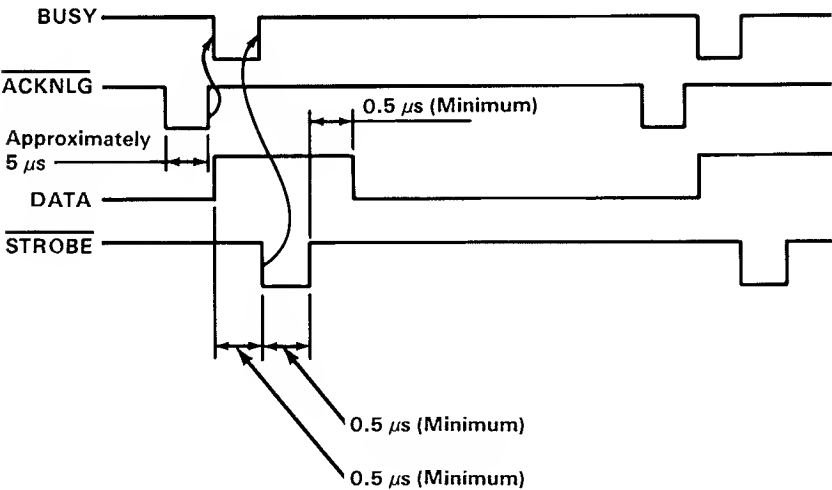 BUSY
ACKNLG
0.5 μs (Minimum)
Approximately
5 μs
DATA
STROBE
0.5 μs (Minimum)
0.5 μs (Minimum)